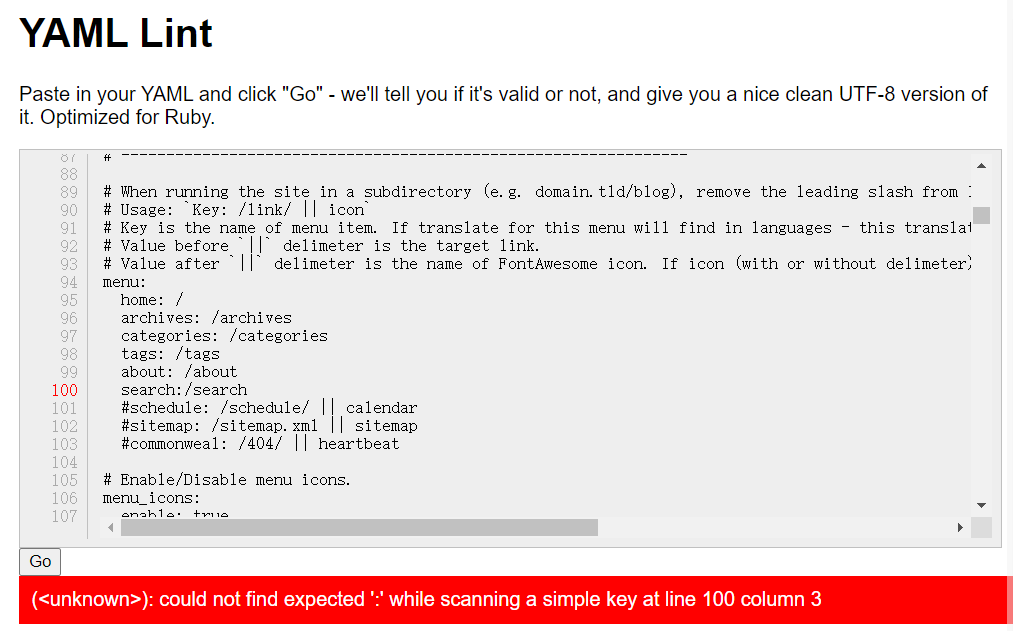 YAML Lint
Paste in your YAML and click "Go" - we'll tell you if it's valid or not, and give you a nice clean UTF-8 version of
it. Optimized for Ruby.
87 # ---------------------------------------------------------------
88
89 # When running the site in a subdirectory (e.g. domain.tld/blog), remove the leading slash from
90 # Usage: `Key: /link/ || icon`
91 # Key is the name of menu item. If translate for this menu will find in languages - this translat
92 # Value before `||` delimeter is the target link.
93 # Value after `||` delimeter is the name of FontAwesome icon. If icon (with or without delimeter)
94 menu:
95 home: /
96 archives: /archives
97 categories: /categories
98 tags: /tags
99 about: /about
100 search:/search
101 #schedule: /schedule/ || calendar
102 #sitemap: /sitemap.xml || sitemap
103 #commonweal: /404/ || heartbeat
104
105 # Enable/Disable menu icons.
106 menu_icons:
107 enable: true
Go
(<unknown>): could not find expected ':' while scanning a simple key at line 100 column 3